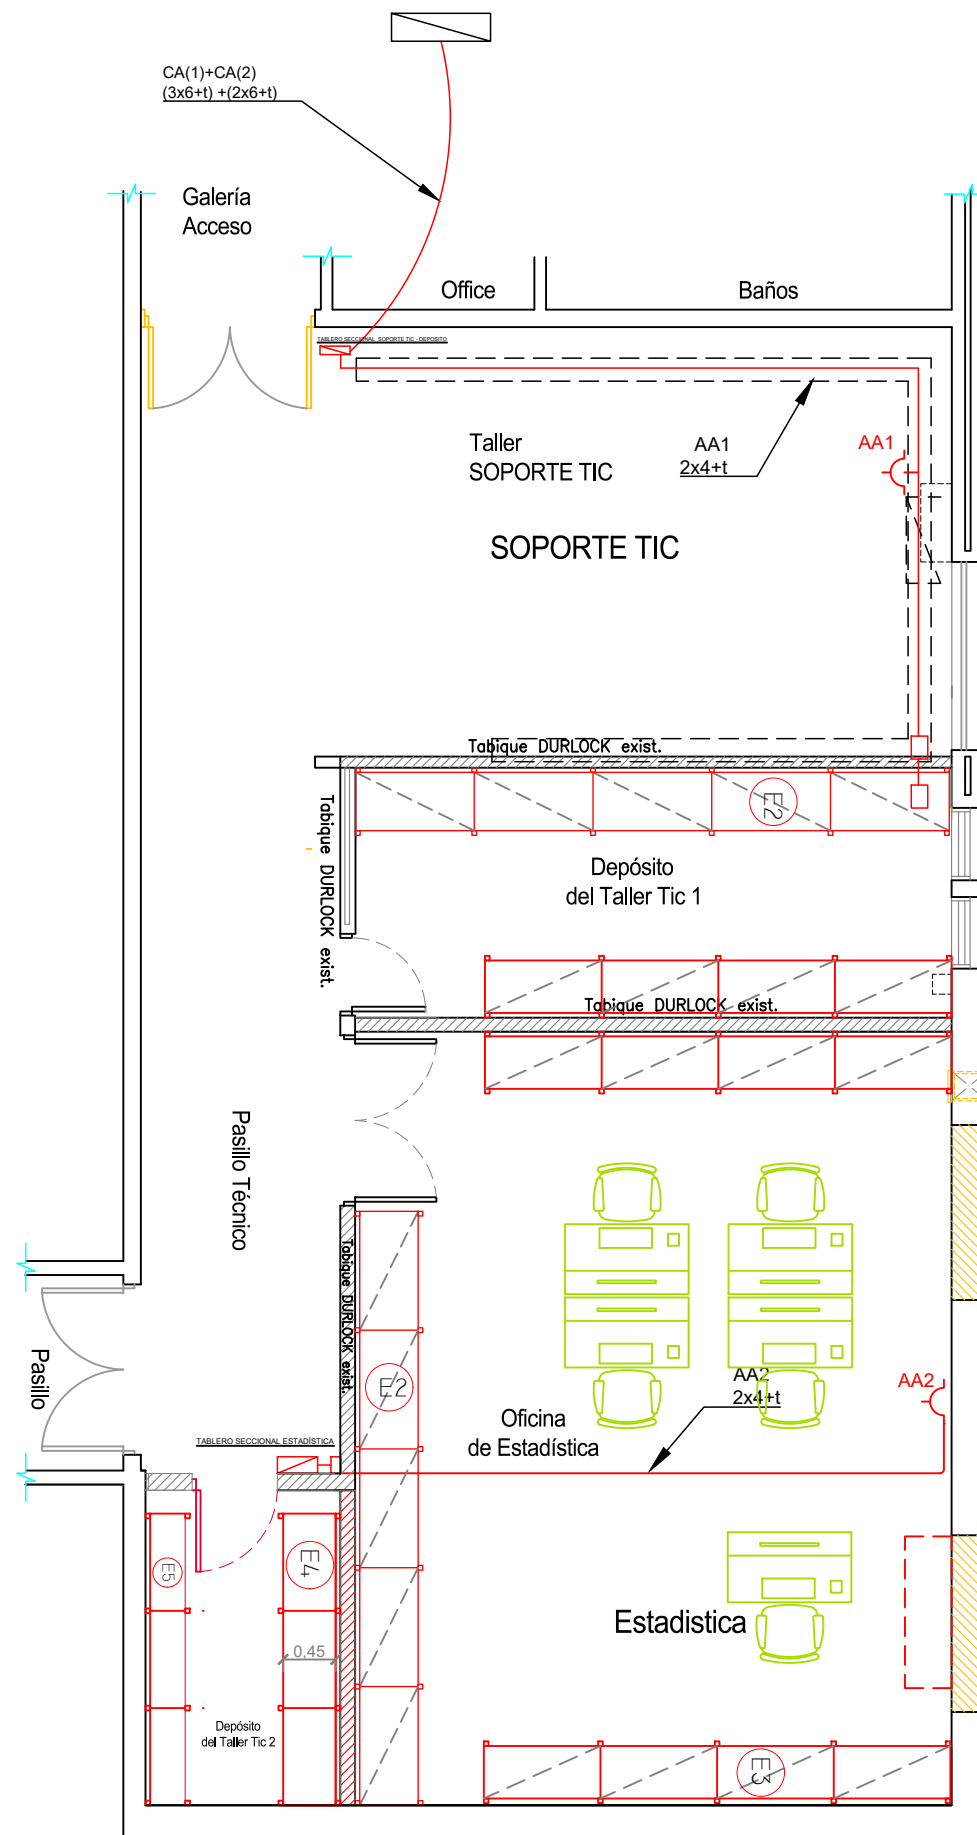 CA(1)+CA(2)
(3x6+t) +(2x6+t)
Galería
Acceso
Office
Baños
TABLERO SECCIONAL SOPORTE TIC - DEPOSITO
Taller
SOPORTE TIC
AA1
2x4+t
AA1
SOPORTE TIC
Tabique DURLOCK exist.
Tabique DURLOCK exist.
E2
Depósito
del Taller Tic 1
Tabique DURLOCK exist.
Pasillo Técnico
Tabique DURLOCK exist.
Pasillo
E2
AA2
2x4+t
AA2
Oficina
de Estadística
TABLERO SECCIONAL ESTADÍSTICA
E5
E4
Estadistica
0,45
Depósito
del Taller Tic 2
E3